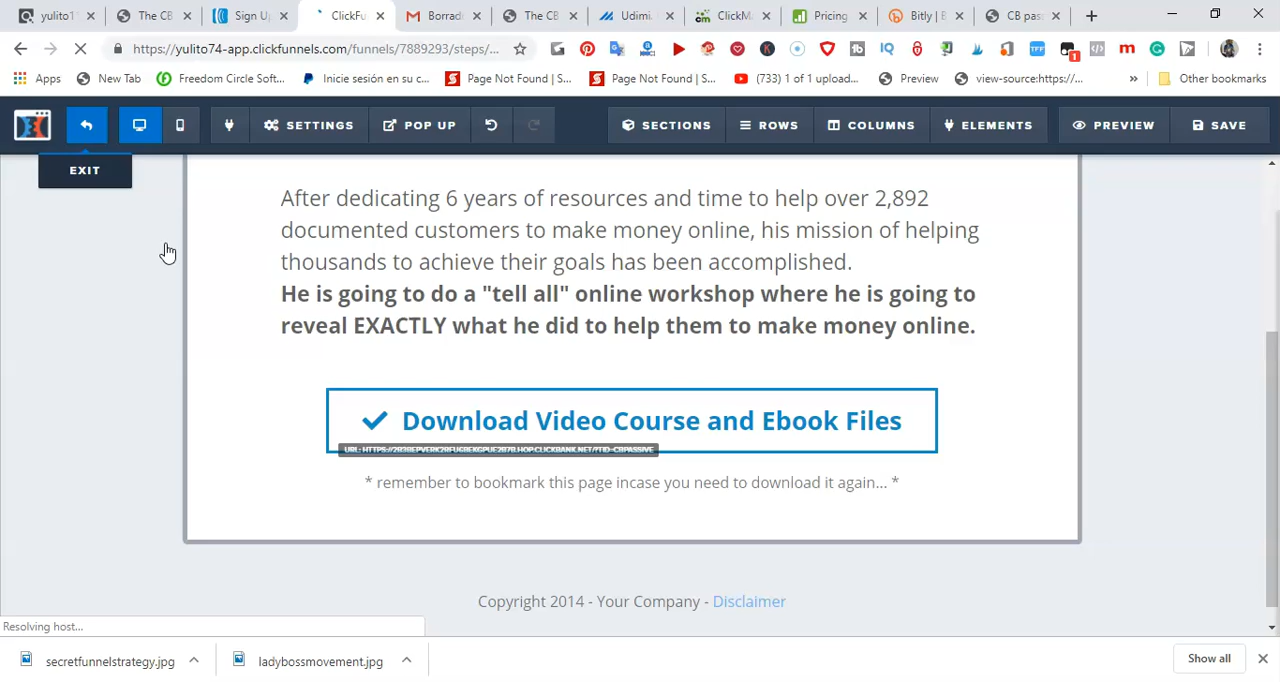 yulito1
The CB
Sign U
ClickFu
Borrado
The CB
Udimi.
ClickM
Pricing
Bitly | B
CB pas
https://yulito74-app.clickfunnels.com/funnels/7889293/steps/...
Apps
New Tab
Freedom Circle Soft...
Inicie sesión en su c...
Page Not Found | S...
Page Not Found | S...
(733) 1 of 1 upload...
Preview
view-source:https:/...
»
Other bookmarks
SETTINGS
POP UP
SECTIONS
ROWS
COLUMNS
ELEMENTS
PREVIEW
SAVE
EXIT
After dedicating 6 years of resources and time to help over 2,892
documented customers to make money online, his mission of helping
thousands to achieve their goals has been accomplished.
He is going to do a "tell all" online workshop where he is going to
reveal EXACTLY what he did to help them to make money online.
Download Video Course and Ebook Files
* remember to bookmark this page incase you need to download it again... *
Copyright 2014 - Your Company - Disclaimer
Resolving host...
secretfunnelstrategy.jpg
ladybossmovement.jpg
Show all